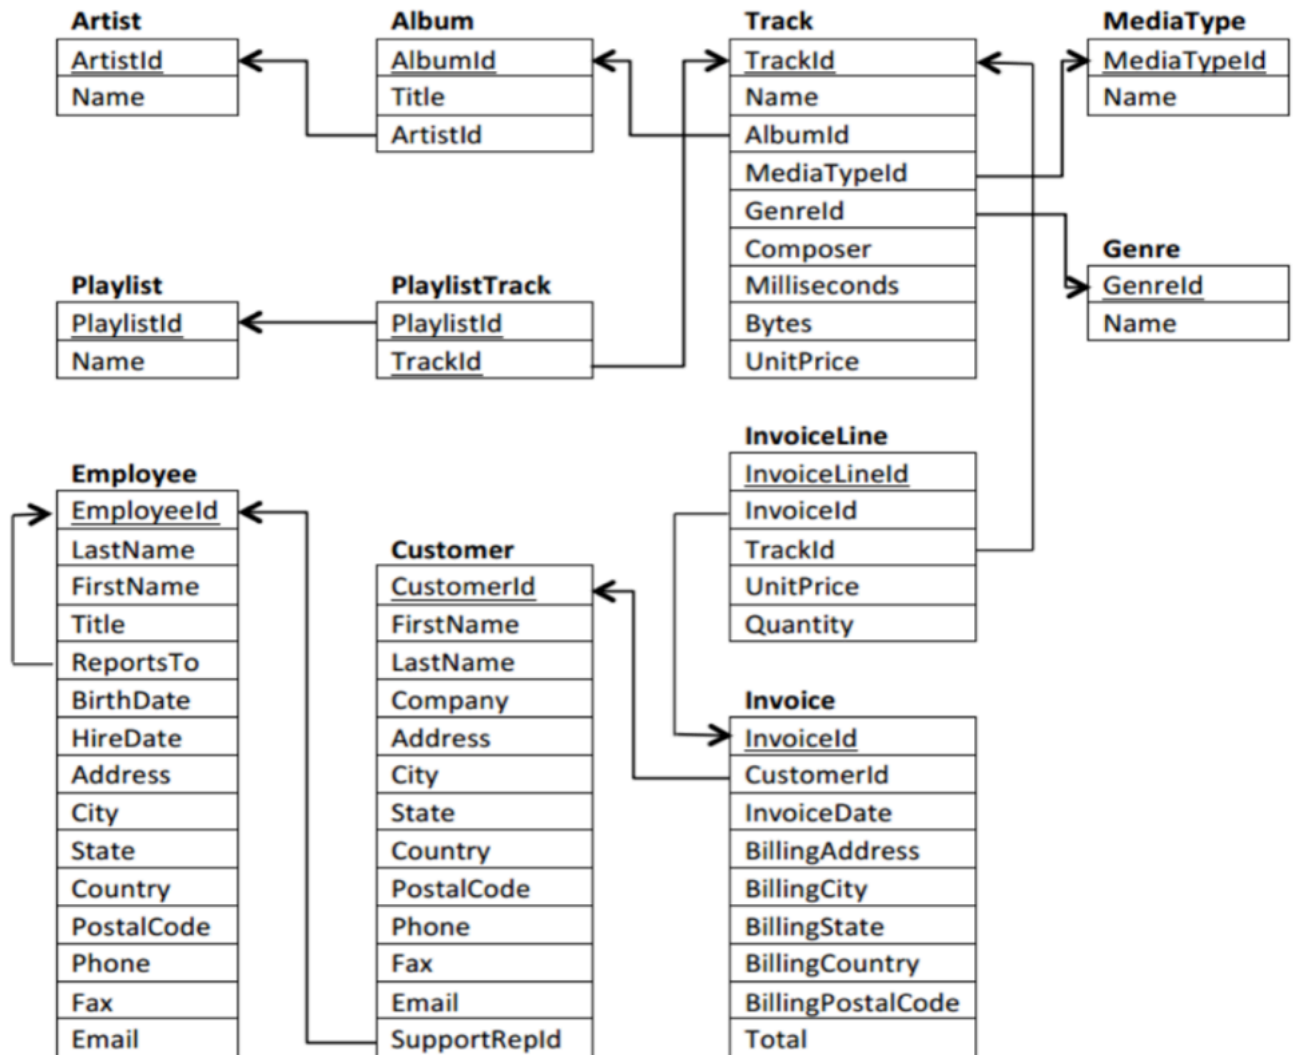 Artist
ArtistId
Name
Album
AlbumId
Title
ArtistId
Track
TrackId
Name
AlbumId
MediaTypeId
GenreId
Composer
Milliseconds
Bytes
UnitPrice
MediaType
MediaTypeId
Name
Genre
GenreId
Name
Playlist
PlaylistId
Name
PlaylistTrack
PlaylistId
TrackId
Employee
EmployeeId
LastName
FirstName
Title
ReportsTo
BirthDate
HireDate
Address
City
State
Country
PostalCode
Phone
Fax
Email
Customer
CustomerId
FirstName
LastName
Company
Address
City
State
Country
PostalCode
Phone
Fax
Email
SupportRepId
InvoiceLine
InvoiceLineId
InvoiceId
TrackId
UnitPrice
Quantity
Invoice
InvoiceId
CustomerId
InvoiceDate
BillingAddress
BillingCity
BillingState
BillingCountry
BillingPostalCode
Total